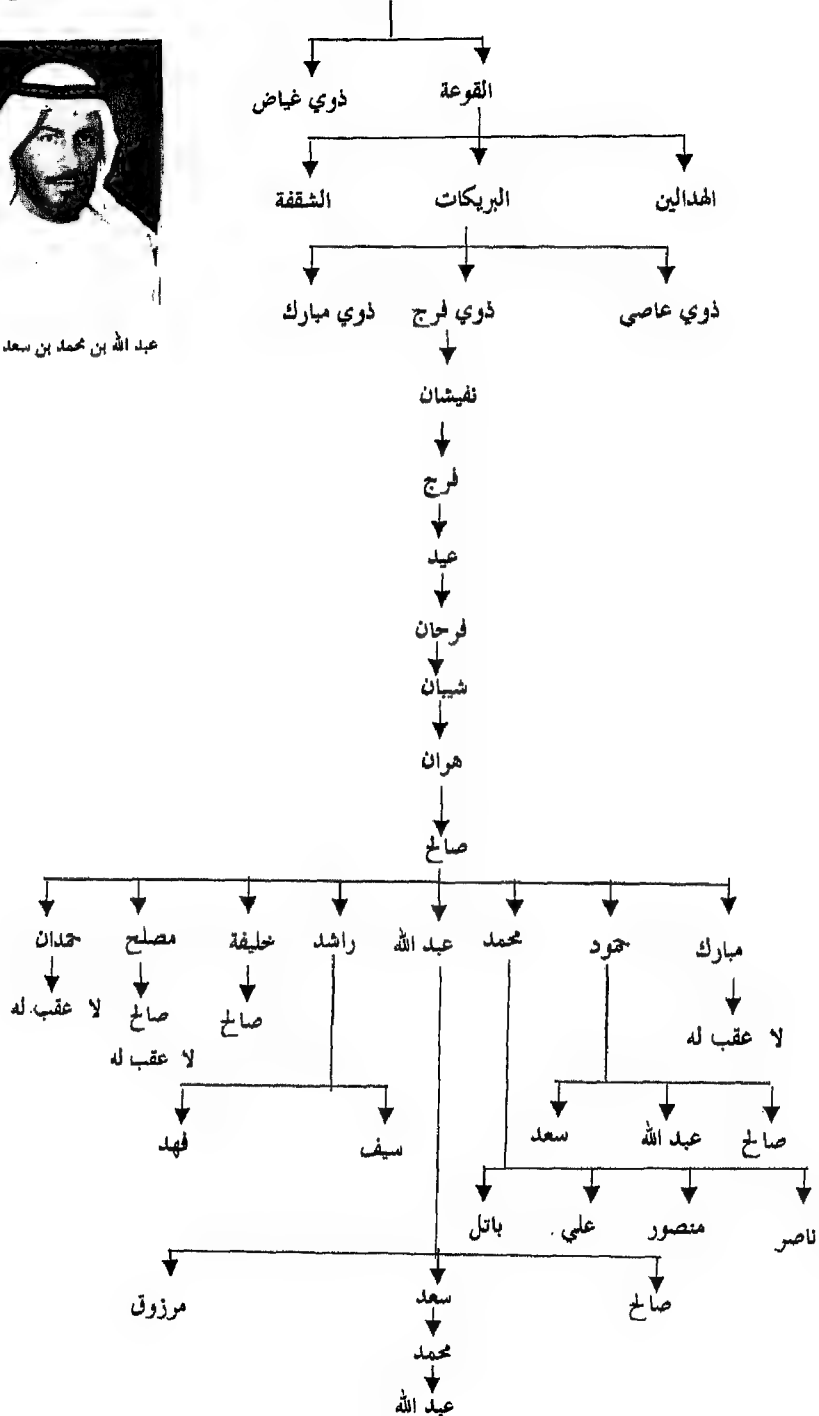 القوعة ذوي غياض
الهدالين البريكات الشقفة
ذوي عاصي ذوي فرج ذوي مبارك
عبد الله بن محمد بن سعد
نفيشان
فرج
عيد
فرحان
شيبان
هران
صالح
مبارك حمود محمد عبد الله راشد خليفة مصلح حمدان
لا عقب له صالح صالح لا عقب له
لا عقب له
صالح عبد الله سعد سيف فهد
ناصر منصور علي باتل
صالح سعد مرزوق
محمد
عبد الله